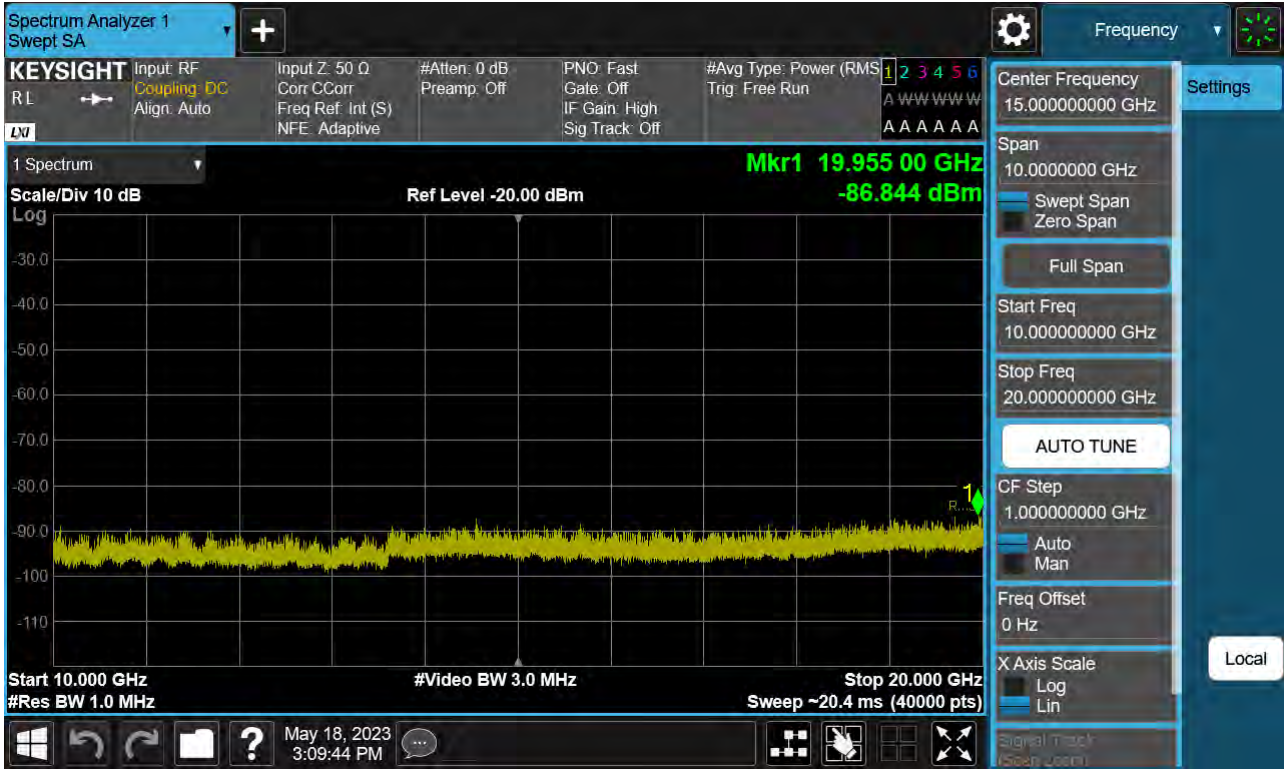 Spectrum Analyzer 1
Swept SA
Frequency
KEYSIGHT
R L
LXI
Input: RF
Coupling: DC
Align: Auto
Input Z: 50 Ω
Corr CCorr
Freq Ref: Int (S)
NFE: Adaptive
#Atten: 0 dB
Preamp: Off
PNO: Fast
Gate: Off
IF Gain: High
Sig Track: Off
#Avg Type: Power (RMS
Trig: Free Run
1 2 3 4 5 6
A W W W W W
A A A A A A
1 Spectrum
Scale/Div 10 dB
Log
Ref Level -20.00 dBm
Mkr1 19.955 00 GHz
-86.844 dBm
-30.0
-40.0
-50.0
-60.0
-70.0
-80.0
-90.0
-100
-110
1
R...
Start 10.000 GHz
#Res BW 1.0 MHz
#Video BW 3.0 MHz
Stop 20.000 GHz
Sweep ~20.4 ms (40000 pts)
Center Frequency
15.000000000 GHz
Span
10.0000000 GHz
Swept Span
Zero Span
Full Span
Start Freq
10.000000000 GHz
Stop Freq
20.000000000 GHz
AUTO TUNE
CF Step
1.000000000 GHz
Auto
Man
Freq Offset
0 Hz
X Axis Scale
Log
Lin
Signal Track
(Span Zoom)
Settings
Local
?
May 18, 2023
3:09:44 PM